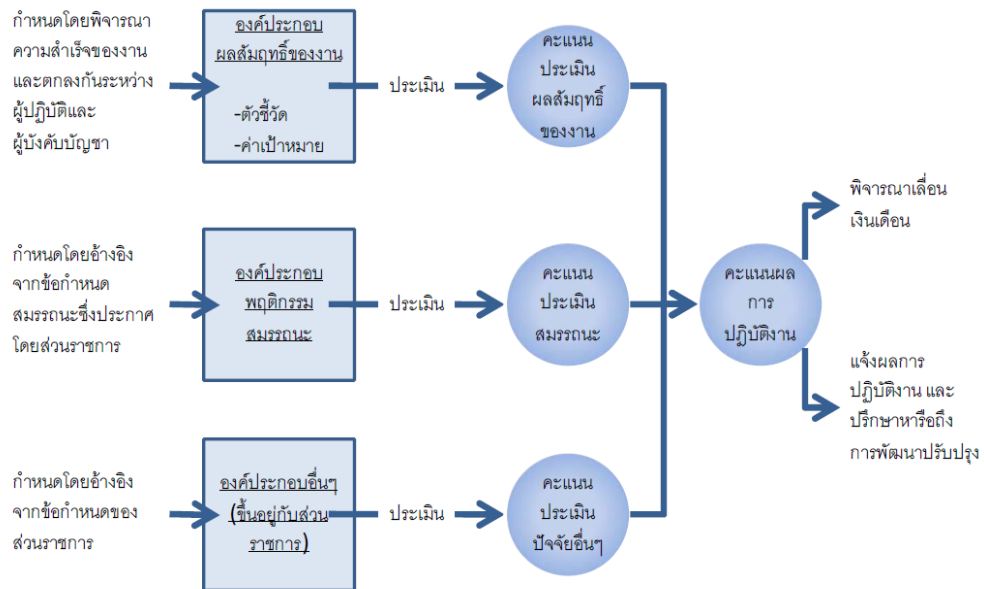 กำหนดโดยพิจารณา
ความสำเร็จของงาน
และตกลงกันระหว่าง
ผู้ปฏิบัติและ
ผู้บังคับบัญชา
องค์ประกอบ
ผลสัมฤทธิ์ของงาน
-ตัวชี้วัด
-ค่าเป้าหมาย
ประเมิน
คะแนน
ประเมิน
ผลสัมฤทธิ์
ของงาน
กำหนดโดยอ้างอิง
จากข้อกำหนด
สมรรถนะซึ่งประกาศ
โดยส่วนราชการ
องค์ประกอบ
พฤติกรรม
สมรรถนะ
ประเมิน
คะแนน
ประเมิน
สมรรถนะ
กำหนดโดยอ้างอิง
จากข้อกำหนดของ
ส่วนราชการ
องค์ประกอบอื่นๆ
(ขึ้นอยู่กับส่วน
ราชการ)
ประเมิน
คะแนน
ประเมิน
ปัจจัยอื่นๆ
คะแนนผล
การ
ปฏิบัติงาน
พิจารณาเลื่อน
เงินเดือน
แจ้งผลการ
ปฏิบัติงาน และ
ปรึกษาหารือถึง
การพัฒนาปรับปรุง